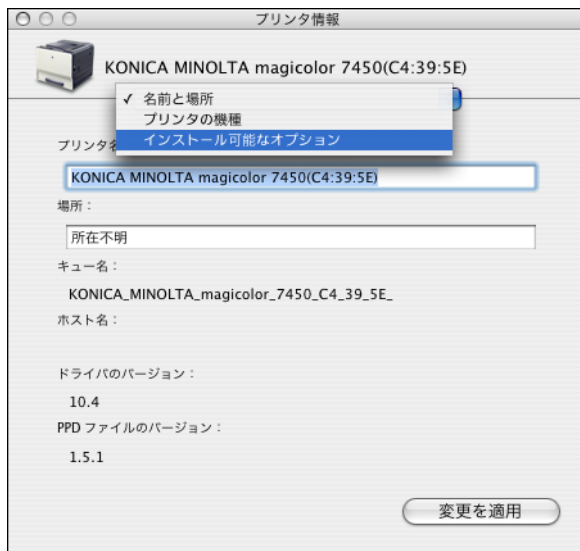 プリンタ情報
KONICA MINOLTA magicolor 7450(C4:39:5E)
✓ 名前と場所
プリンタの機種
インストール可能なオプション
プリンタ
KONICA MINOLTA magicolor 7450(C4:39:5E)
場所：
所在不明
キュー名：
KONICA_MINOLTA_magicolor_7450_C4_39_5E_
ホスト名：
ドライバのバージョン：
10.4
PPD ファイルのバージョン：
1.5.1
変更を適用